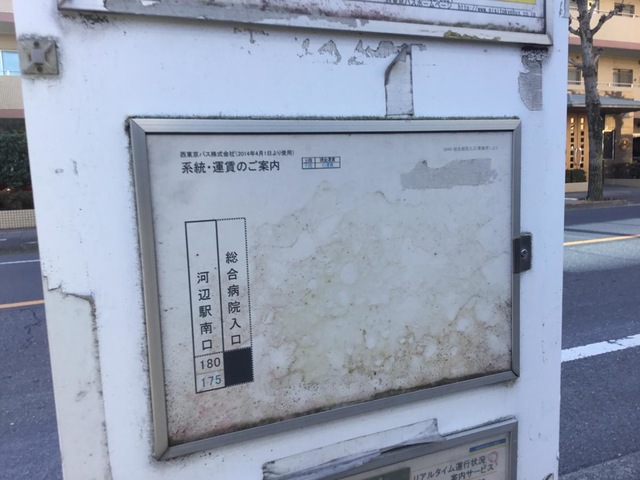 西東京バス株式会社(2014年4月1日より使用)
系統・運賃のご案内
総合病院入口
河辺駅南口
180
175
リアルタイム運行状況
案内サービス